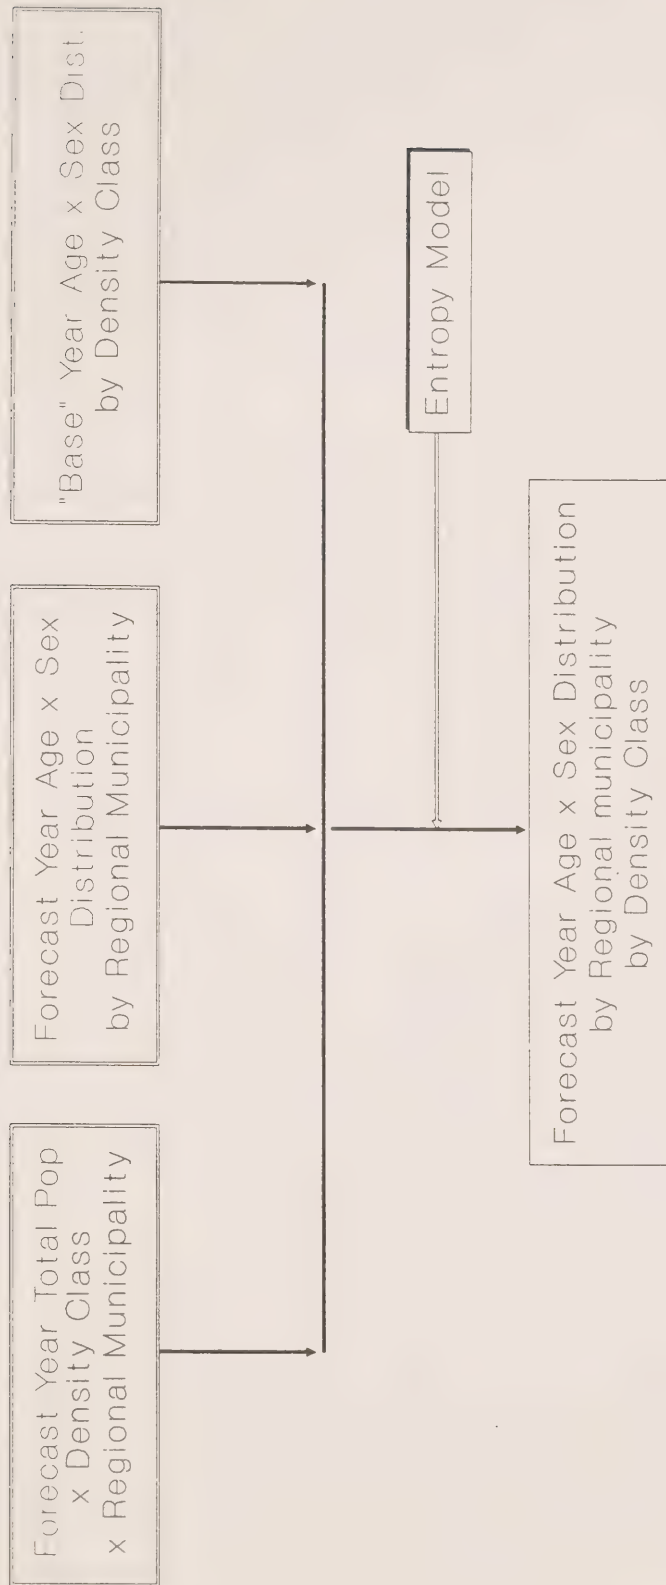 Forecast Year Total Pop
x Density Class
x Regional Municipality
Forecast Year Age x Sex
Distribution
by Regional Municipality
"Base" Year Age x Sex Dist.
by Density Class
Entropy Model
Forecast Year Age x Sex Distribution
by Regional municipality
by Density Class